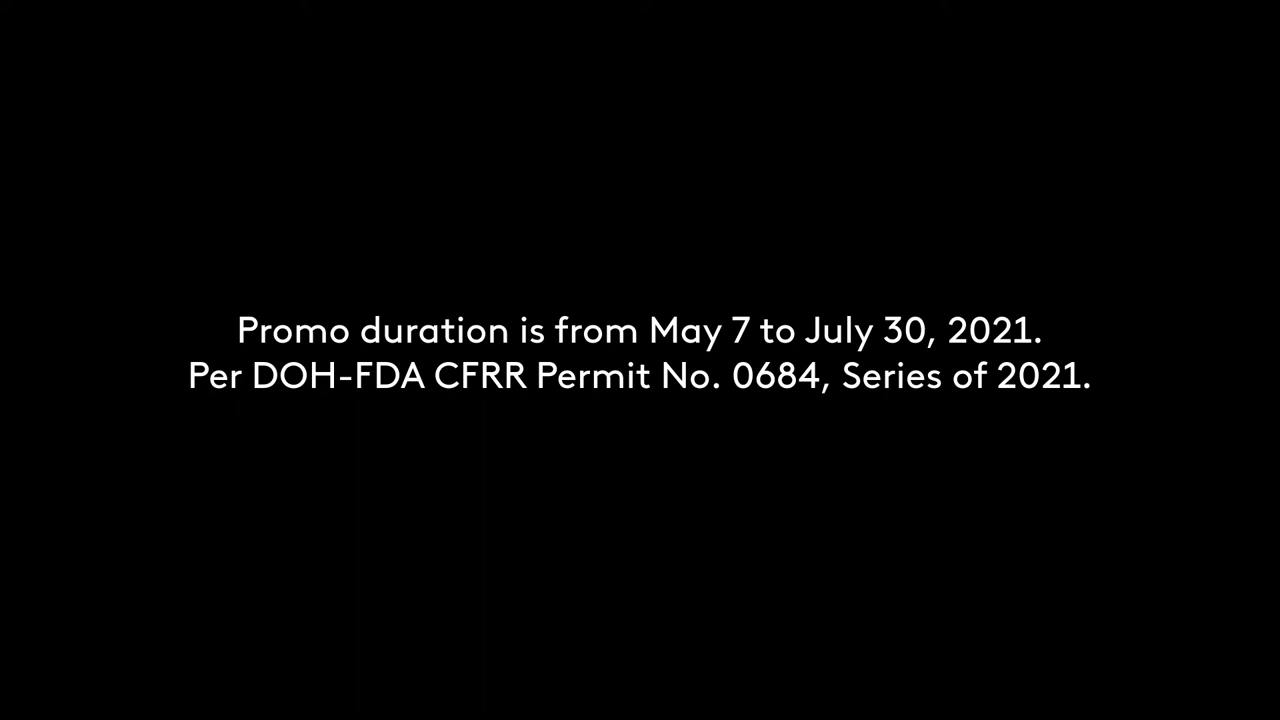 Promo duration is from May 7 to July 30, 2021.
Per DOH-FDA CFRR Permit No. 0684, Series of 2021.